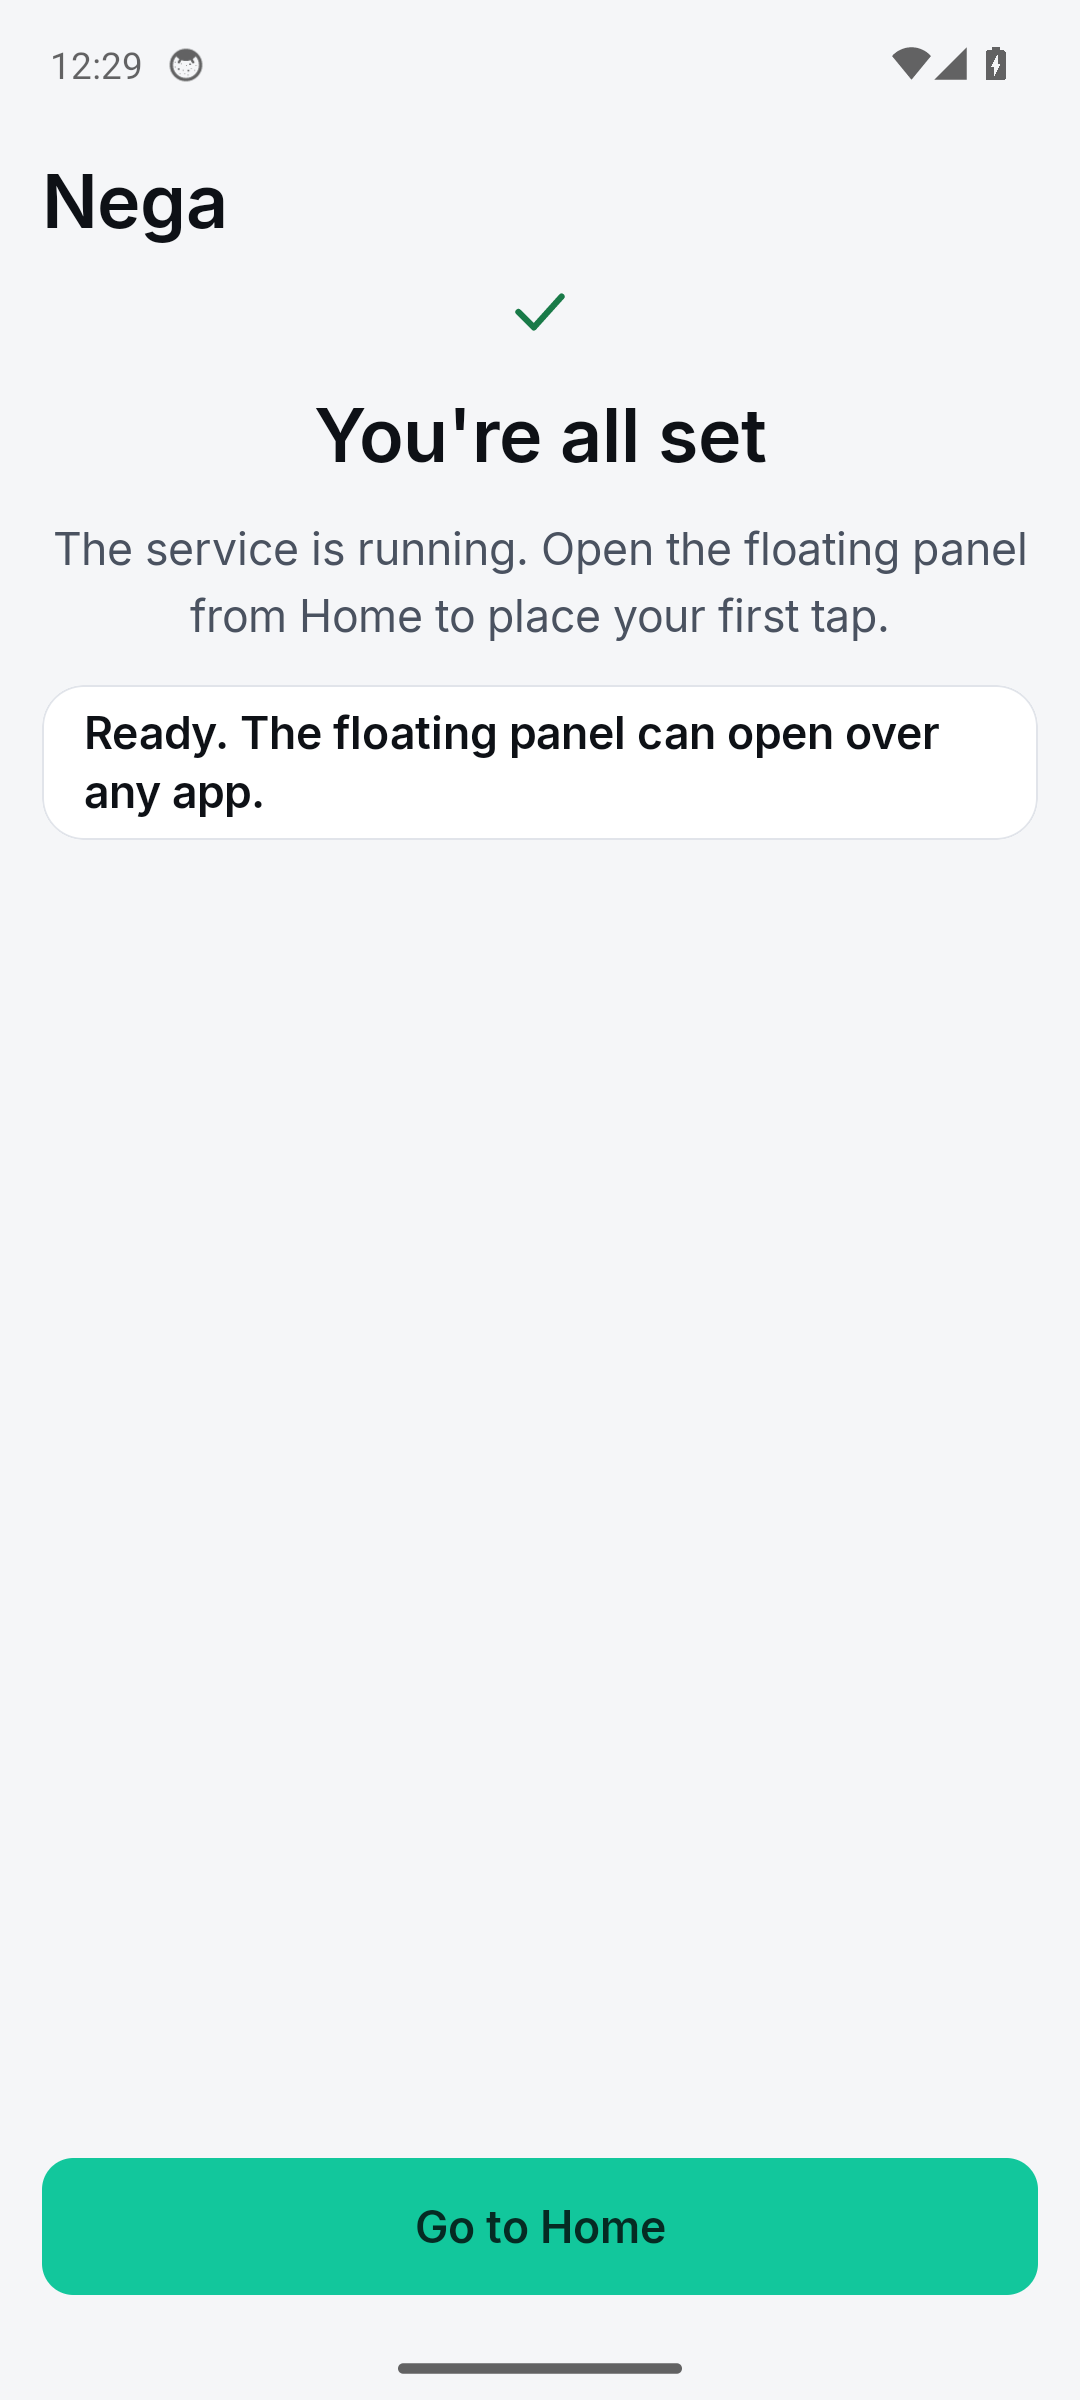 12:29
Nega
You're all set
The service is running. Open the floating panel
from Home to place your first tap.
Ready. The floating panel can open over
any app.
Go to Home